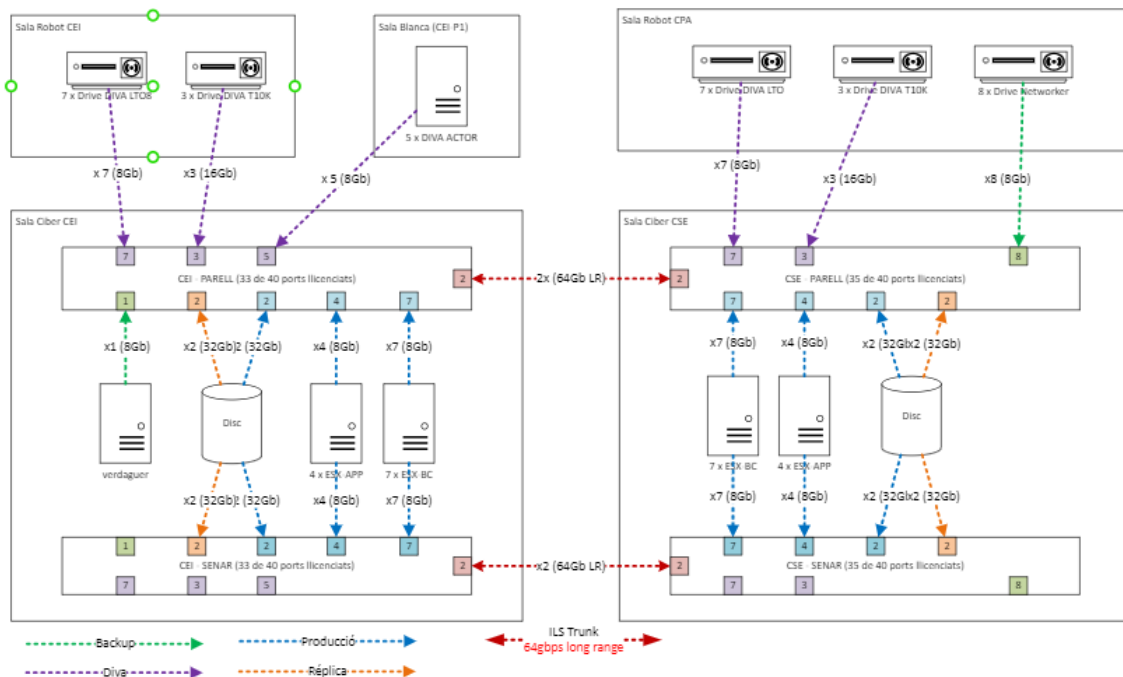 Sala Robot CEI
7 x Drive DIVA LTO8
3 x Drive DIVA T10K
Sala Blanca (CEI-P1)
5 x DIVA ACTOR
Sala Robot CPA
7 x Drive DIVA LTO
3 x Drive DIVA T10K
8 x Drive Networker
x 7 (8Gb)
x3 (16Gb)
x 5 (8Gb)
x7 (8Gb)
x3 (16Gb)
x8 (8Gb)
Sala Ciber CEI
7
3
5
CEI - PARELL (33 de 40 ports llicenciats)
2
1
2
2
4
7
2x (64Gb LR)
Sala Ciber CSE
7
3
8
CSE - PARELL (35 de 40 ports llicenciats)
2
7
4
2
2
x1 (8Gb)
x2 (32Gb)
2 (32Gb)
x4 (8Gb)
x7 (8Gb)
verdaguer
Disc
4 x ESX-APP
7 x ESX-BC
x2 (32Gb)
2 (32Gb)
x4 (8Gb)
x7 (8Gb)
x7 (8Gb)
x4 (8Gb)
x2 (32Gb
x2 (32Gb)
7 x ESX-BC
4 x ESX-APP
Disc
x7 (8Gb)
x4 (8Gb)
x2 (32Gb
x2 (32Gb)
1
2
2
4
7
CEI - SENAR (33 de 40 ports llicenciats)
2
7
3
5
x2 (64Gb LR)
7
4
2
2
2
CSE - SENAR (35 de 40 ports llicenciats)
7
3
8
Backup
Producció
Diva
Rèplica
ILS Trunk
64gbps long range